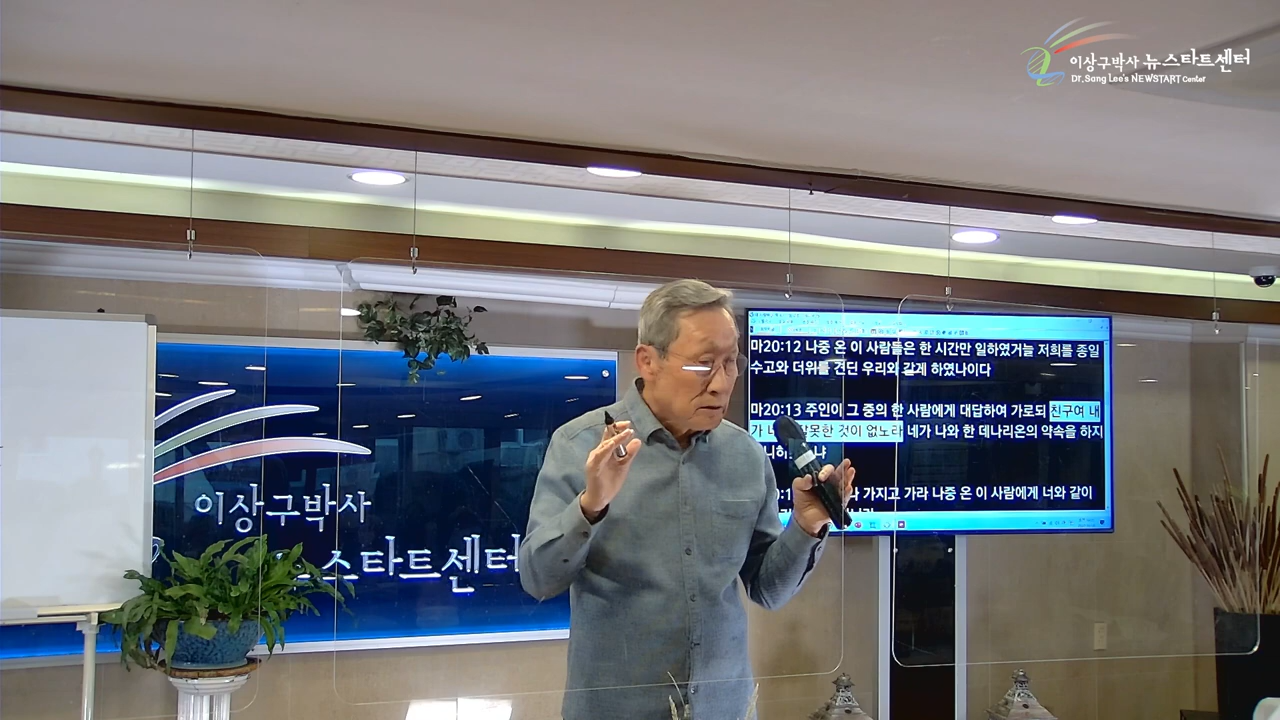 이상구박사 뉴스타트센터
Dr. Sang Lee's NEWSTART Center
마20:12 나중 온 이 사람들은 한 시간만 일하였거늘 저희를 종일
수고와 더위를 견딘 우리와 같게 하였나이다
마20:13 주인이 그 중의 한 사람에게 대답하여 가로되 친구여 내
가 잘못한 것이 없노라 네가 나와 한 데나리온의 약속을 하지
가지고 가라 나중 온 이 사람에게 너와 같이
이상구박사
스타트센터